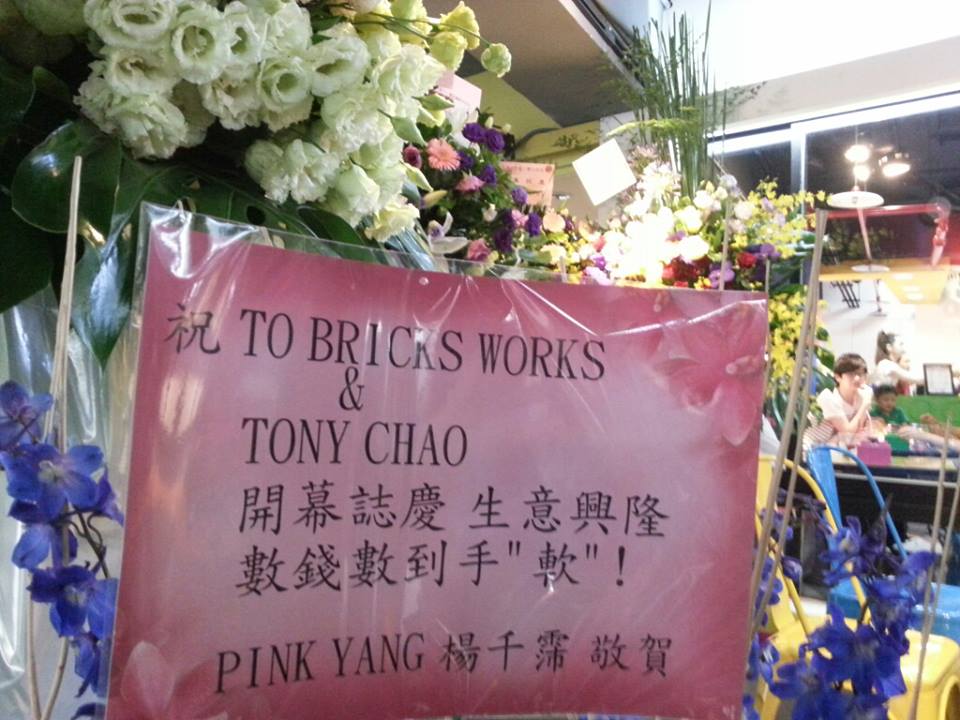 祝 TO BRICKS WORKS
&
TONY CHAO
開幕誌慶 生意興隆
數錢數到手"軟"!
PINK YANG 楊千霈 敬賀